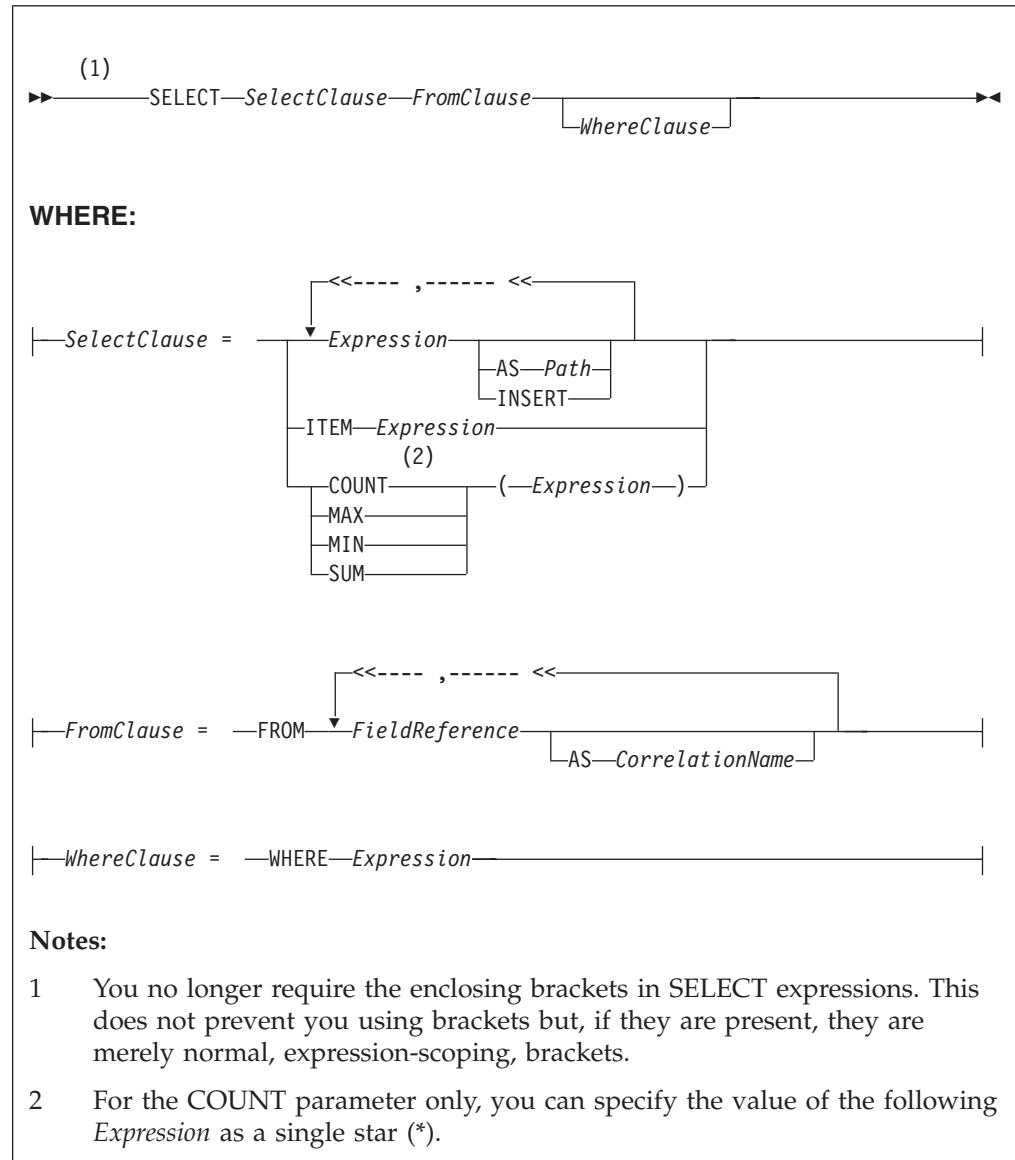 (1)
SELECT SelectClause FromClause
WhereClause
WHERE:
<<---- ,------ <<
SelectClause = Expression
AS Path
INSERT
ITEM Expression
(2)
COUNT ( Expression )
MAX
MIN
SUM
<<---- ,------ <<
FromClause = FROM FieldReference
AS CorrelationName
WhereClause = WHERE Expression
Notes:
1 You no longer require the enclosing brackets in SELECT expressions. This
does not prevent you using brackets but, if they are present, they are
merely normal, expression-scoping, brackets.
2 For the COUNT parameter only, you can specify the value of the following
Expression as a single star (*).